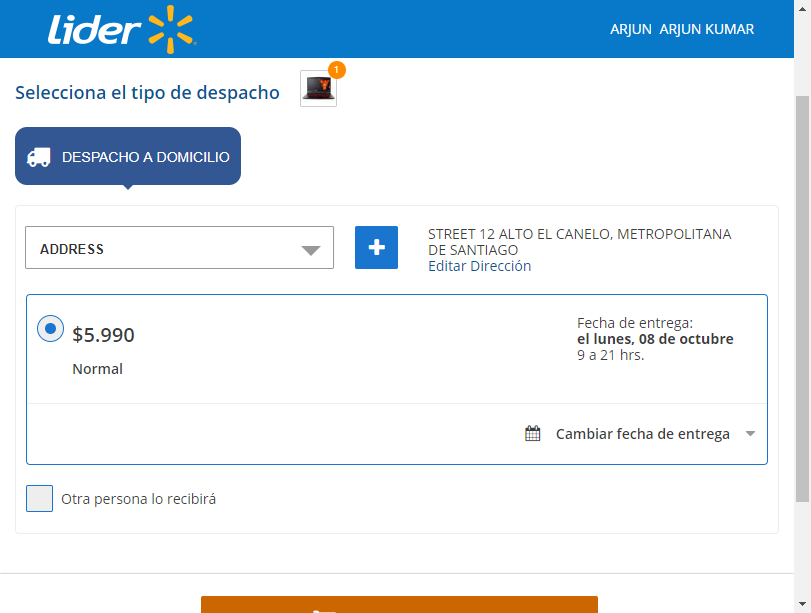 lider
ARJUN ARJUN KUMAR
Selecciona el tipo de despacho
1
DESPACHO A DOMICILIO
ADDRESS
STREET 12 ALTO EL CANELO, METROPOLITANA
DE SANTIAGO
Editar Dirección
$5.990
Normal
Fecha de entrega:
el lunes, 08 de octubre
9 a 21 hrs.
Cambiar fecha de entrega
Otra persona lo recibirá